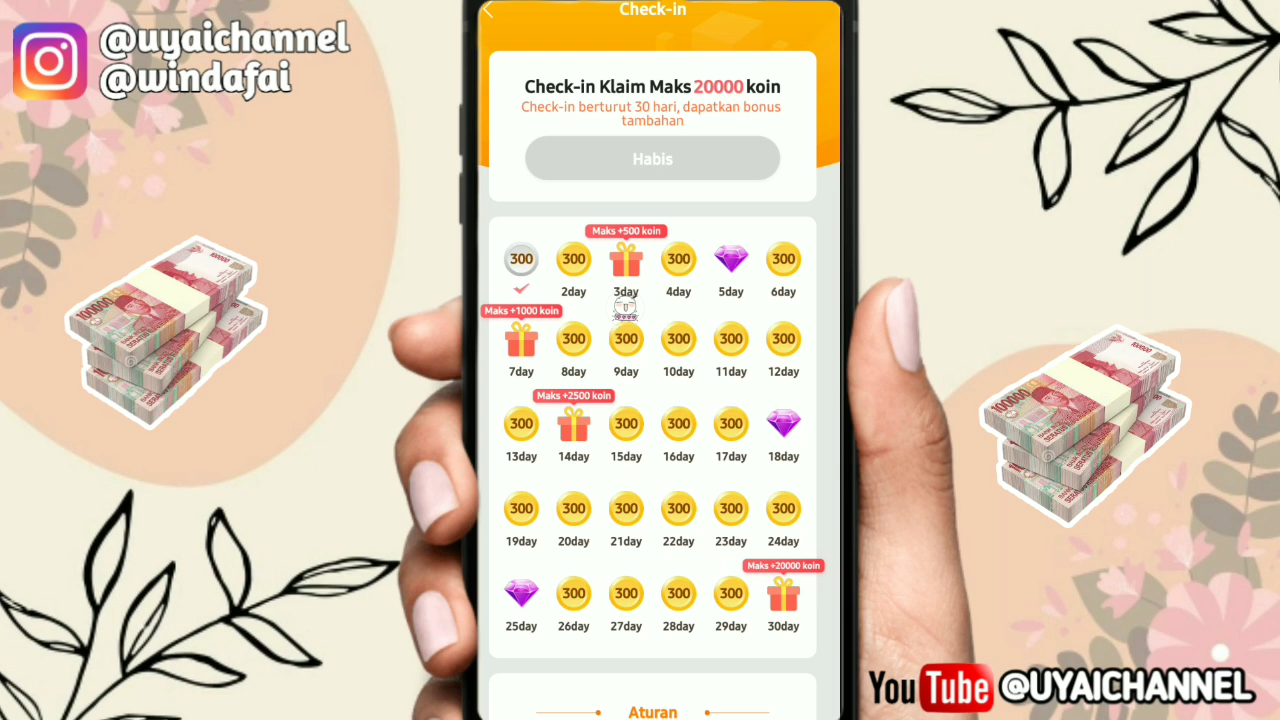 @uyaichannel
@windafai
Check-in
Check-in Klaim Maks 20000 koin
Check-in berturut 30 hari, dapatkan bonus
tambahan
Habis
Maks +500 koin
300 300 300 300
2day 3day 4day 5day 6day
Maks +1000 koin
300 300 300 300 300
7day 8day 9day 10day 11day 12day
Maks +2500 koin
300 300 300 300
13day 14day 15day 16day 17day 18day
300 300 300 300 300 300
19day 20day 21day 22day 23day 24day
Maks +20000 koin
300 300 300 300
25day 26day 27day 28day 29day 30day
Aturan
YouTube @UYAICHANNEL
100000
100000
100000
100000